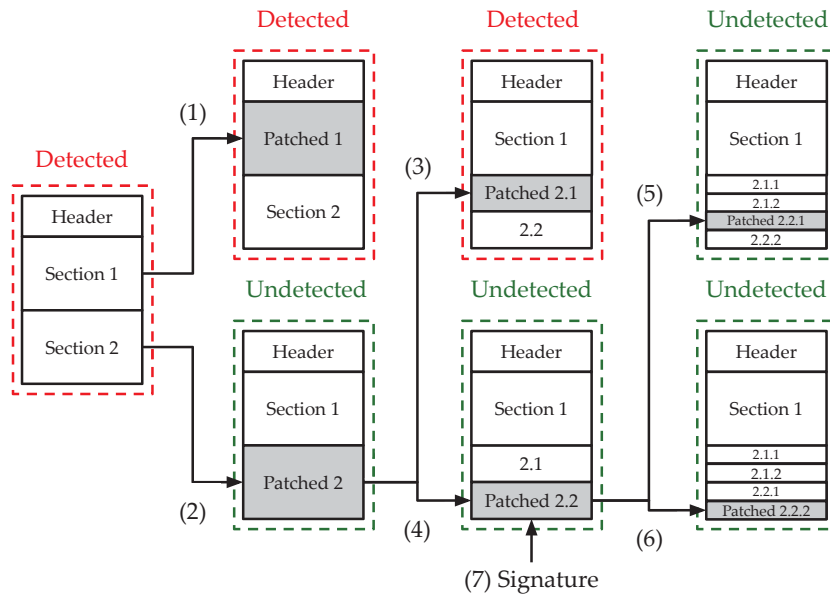 Detected
Header
Section 1
Section 2
(1)
Detected
Header
Patched 1
Section 2
(2)
Undetected
Header
Section 1
Patched 2
(3)
Detected
Header
Section 1
Patched 2.1
2.2
(4)
Undetected
Header
Section 1
2.1
Patched 2.2
(7) Signature
(5)
Undetected
Header
Section 1
2.1.1
2.1.2
Patched 2.2.1
2.2.2
(6)
Undetected
Header
Section 1
2.1.1
2.1.2
2.2.1
Patched 2.2.2